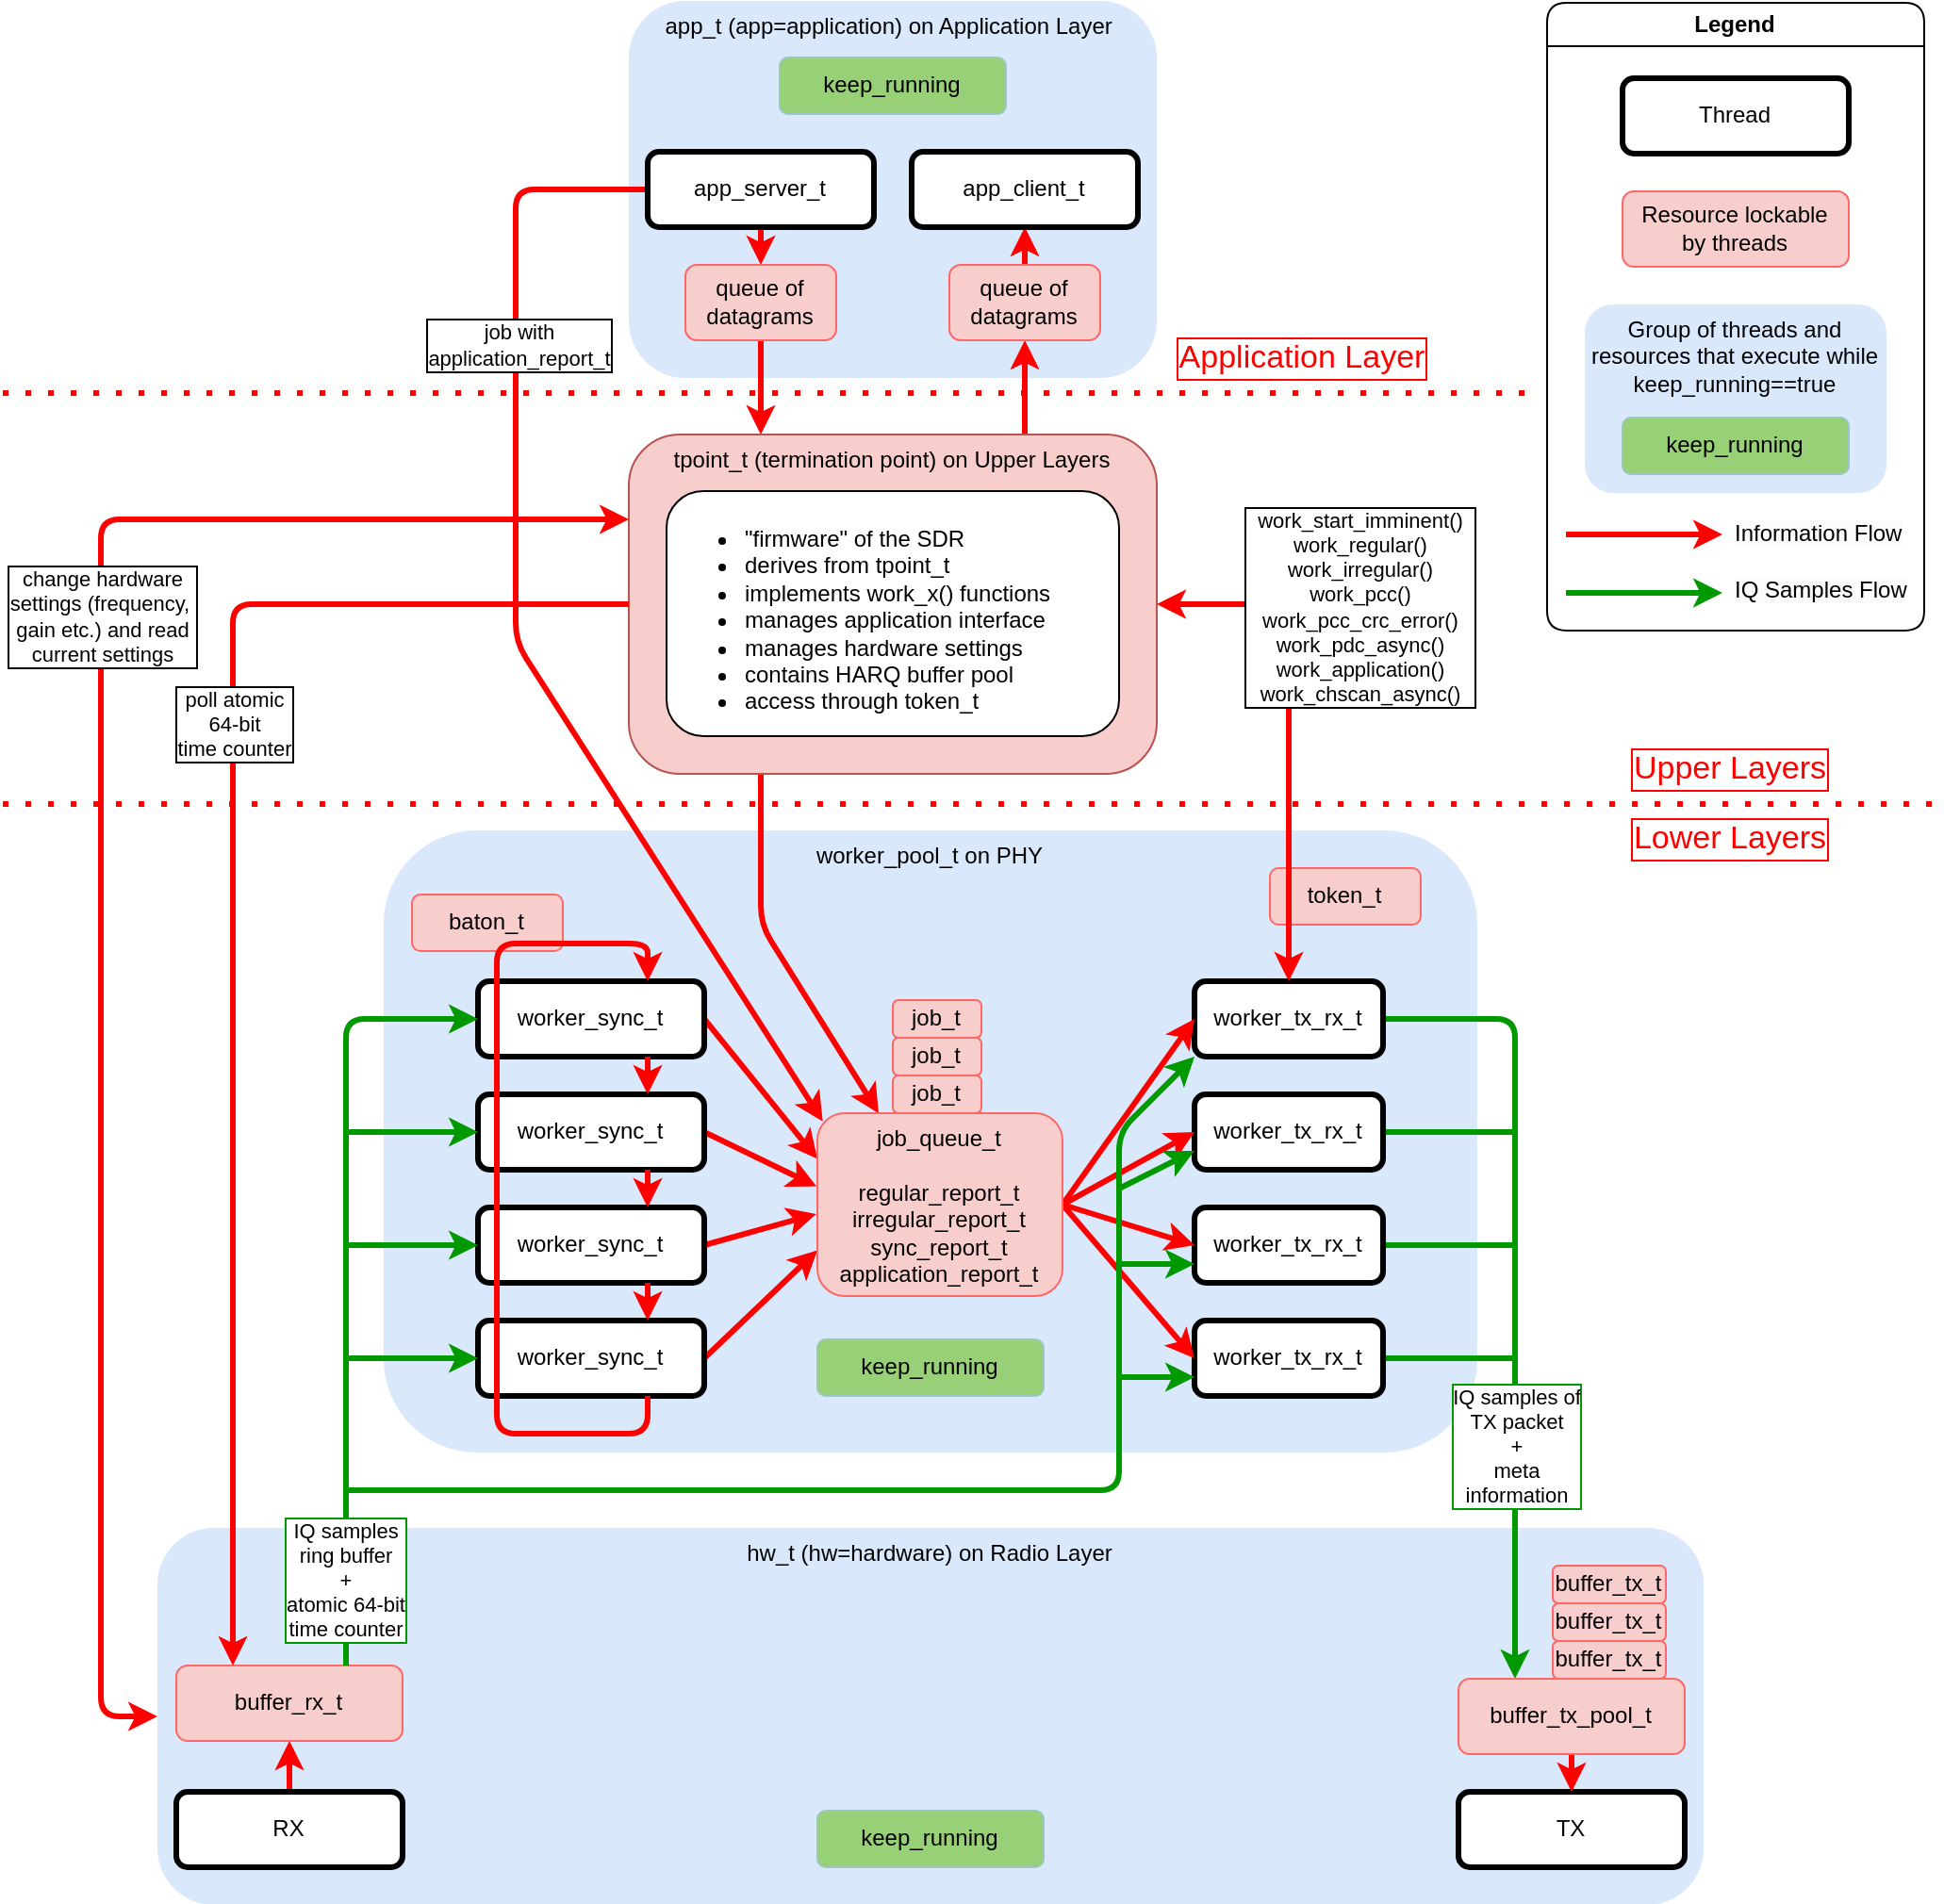 app_t (app=application) on Application Layer
keep_running
app_server_t
app_client_t
queue of
datagrams
queue of
datagrams
job with
application_report_t
Application Layer
Legend
Thread
Resource lockable
by threads
Group of threads and
resources that execute while
keep_running==true
keep_running
Information Flow
IQ Samples Flow
tpoint_t (termination point) on Upper Layers
"firmware" of the SDR
derives from tpoint_t
implements work_x() functions
manages application interface
manages hardware settings
contains HARQ buffer pool
access through token_t
work_start_imminent()
work_regular()
work_irregular()
work_pcc()
work_pcc_crc_error()
work_pdc_async()
work_application()
work_chscan_async()
change hardware
settings (frequency,
gain etc.) and read
current settings
poll atomic
64-bit
time counter
Upper Layers
Lower Layers
worker_pool_t on PHY
baton_t
token_t
worker_sync_t
worker_sync_t
worker_sync_t
worker_sync_t
job_t
job_t
job_t
job_queue_t
regular_report_t
irregular_report_t
sync_report_t
application_report_t
keep_running
worker_tx_rx_t
worker_tx_rx_t
worker_tx_rx_t
worker_tx_rx_t
IQ samples of
TX packet
+
meta
information
IQ samples
ring buffer
+
atomic 64-bit
time counter
hw_t (hw=hardware) on Radio Layer
buffer_rx_t
RX
keep_running
buffer_tx_t
buffer_tx_t
buffer_tx_t
buffer_tx_pool_t
TX